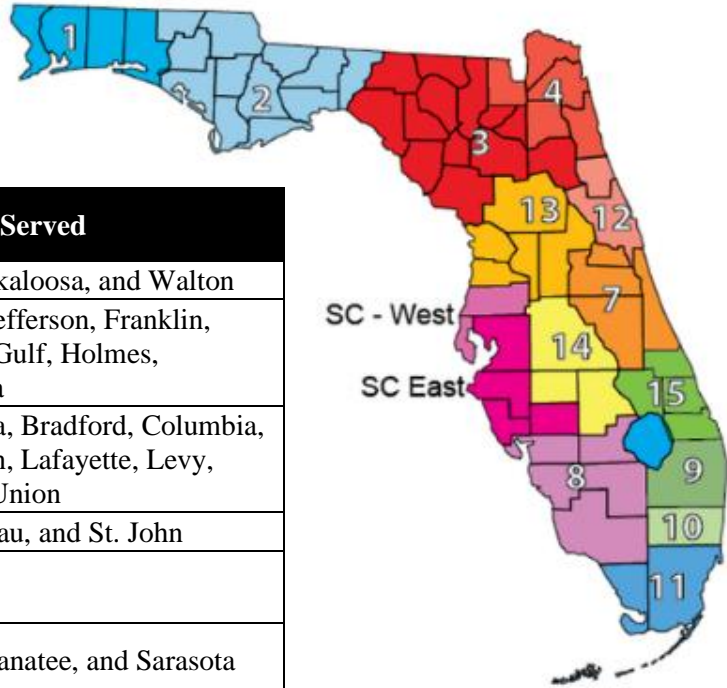 Served
kaloosa, and Walton
efferson, Franklin,
Gulf, Holmes,
a
a, Bradford, Columbia,
n, Lafayette, Levy,
Union
au, and St. John
anatee, and Sarasota
1
2
4
3
13
12
7
SC - West
14
SC East
15
8
9
10
11